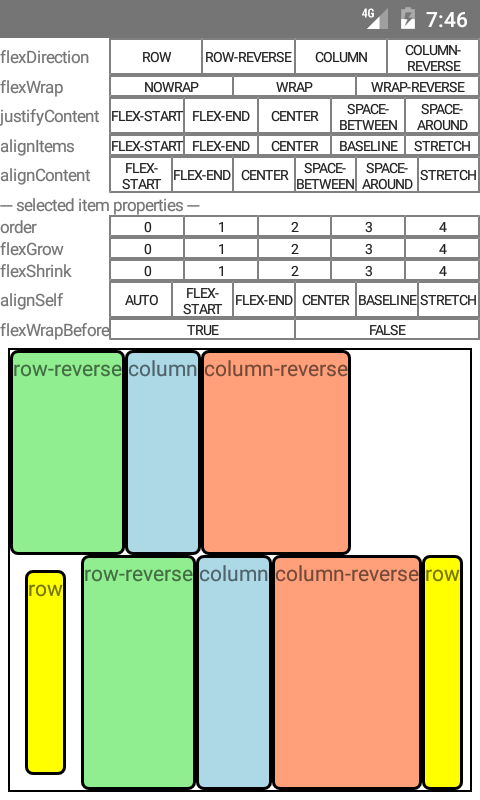 4G 7:46
flexDirection ROW ROW-REVERSE COLUMN COLUMN-REVERSE
flexWrap NOWRAP WRAP WRAP-REVERSE
justifyContent FLEX-START FLEX-END CENTER SPACE-BETWEEN SPACE-AROUND
alignItems FLEX-START FLEX-END CENTER BASELINE STRETCH
alignContent FLEX-START FLEX-END CENTER SPACE-BETWEEN SPACE-AROUND STRETCH
— selected item properties —
order 0 1 2 3 4
flexGrow 0 1 2 3 4
flexShrink 0 1 2 3 4
alignSelf AUTO FLEX-START FLEX-END CENTER BASELINE STRETCH
flexWrapBefore TRUE FALSE
row-reverse column column-reverse
row row-reverse column column-reverse row